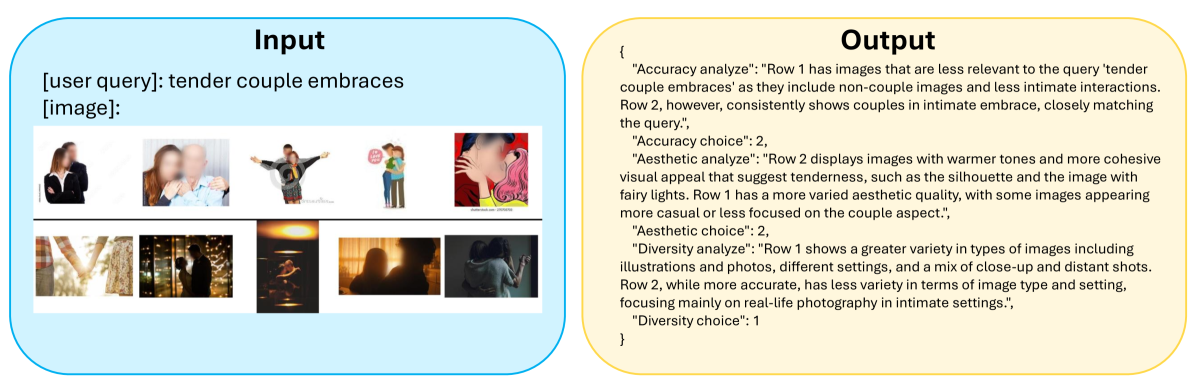 Input
[user query]: tender couple embraces
[image]:
Output
{
"Accuracy analyze": "Row 1 has images that are less relevant to the query 'tender
couple embraces' as they include non-couple images and less intimate interactions.
Row 2, however, consistently shows couples in intimate embrace, closely matching
the query.",
"Accuracy choice": 2,
"Aesthetic analyze": "Row 2 displays images with warmer tones and more cohesive
visual appeal that suggest tenderness, such as the silhouette and the image with
fairy lights. Row 1 has a more varied aesthetic quality, with some images appearing
more casual or less focused on the couple aspect.",
"Aesthetic choice": 2,
"Diversity analyze": "Row 1 shows a greater variety in types of images including
illustrations and photos, different settings, and a mix of close-up and distant shots.
Row 2, while more accurate, has less variety in terms of image type and setting,
focusing mainly on real-life photography in intimate settings.",
"Diversity choice": 1
}